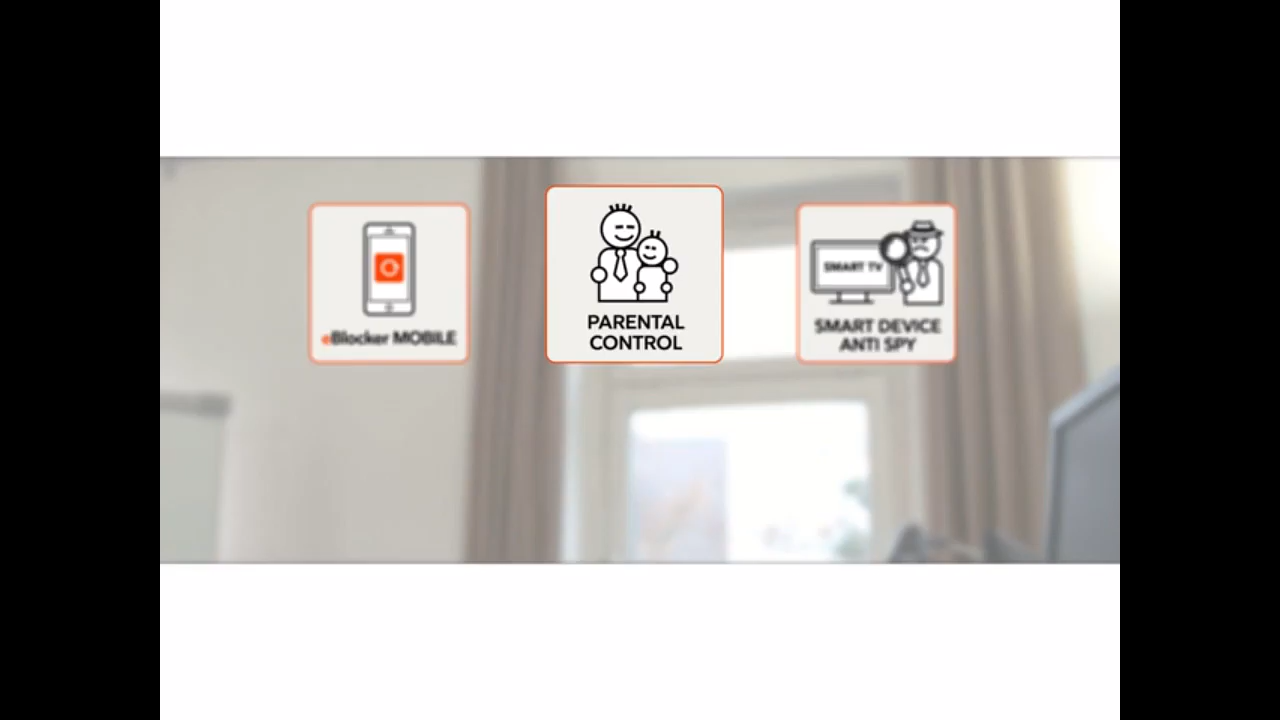 eBlocker MOBILE
PARENTAL
CONTROL
SMART TV
SMART DEVICE
ANTI SPY